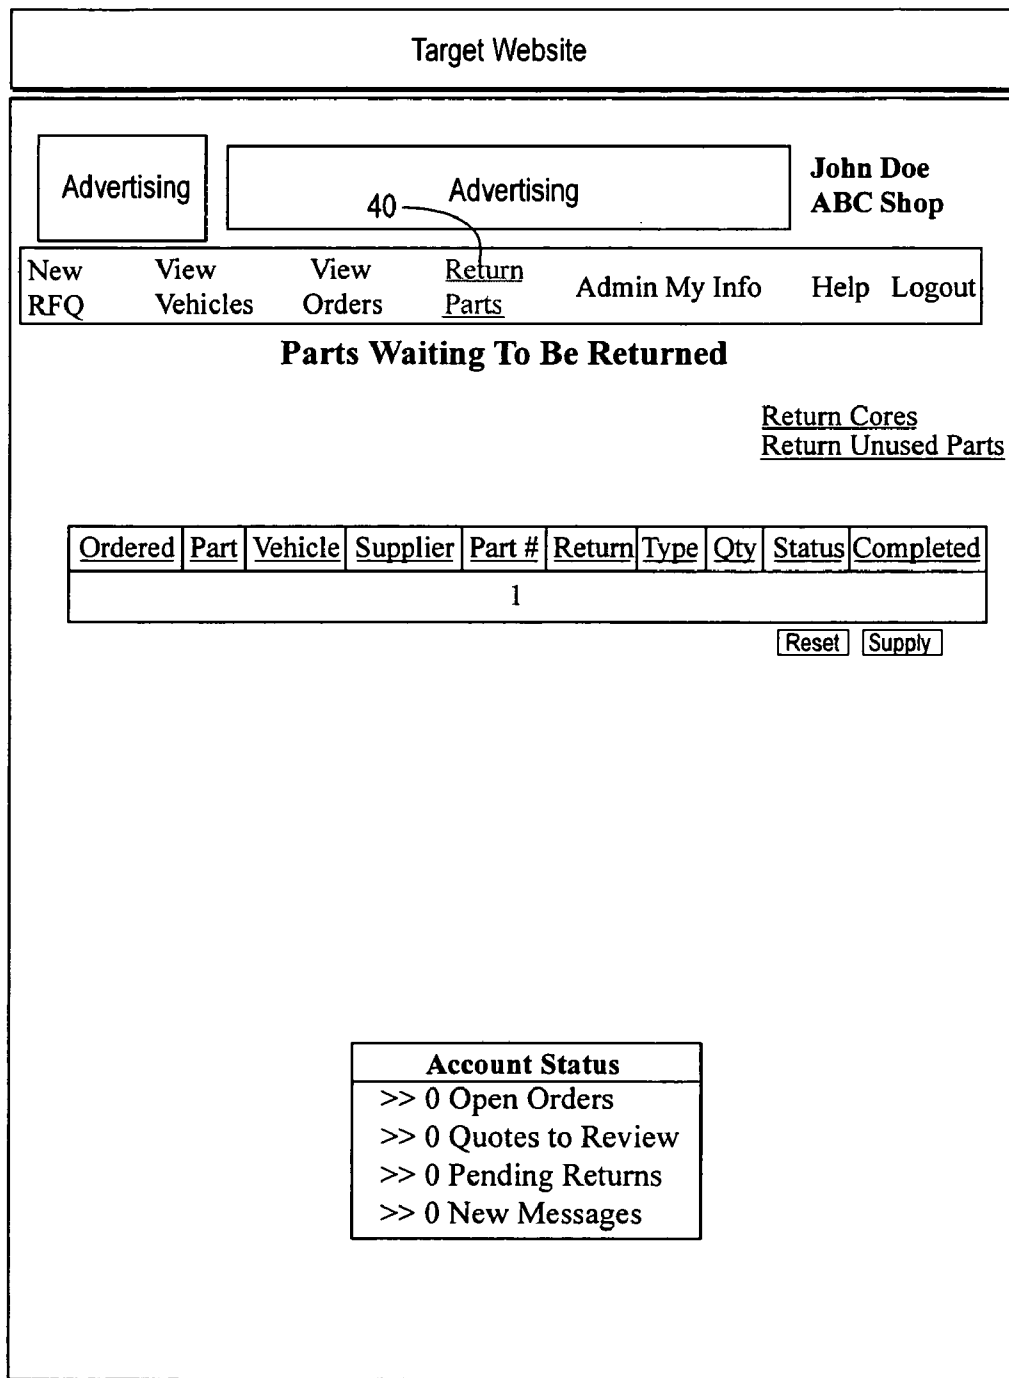 Target Website
Advertising
Advertising
40
John Doe
ABC Shop
New RFQ
View Vehicles
View Orders
Return Parts
Admin My Info
Help
Logout
Parts Waiting To Be Returned
Return Cores
Return Unused Parts
Ordered Part Vehicle Supplier Part # Return Type Qty Status Completed
1
Reset Supply
Account Status
>> 0 Open Orders
>> 0 Quotes to Review
>> 0 Pending Returns
>> 0 New Messages